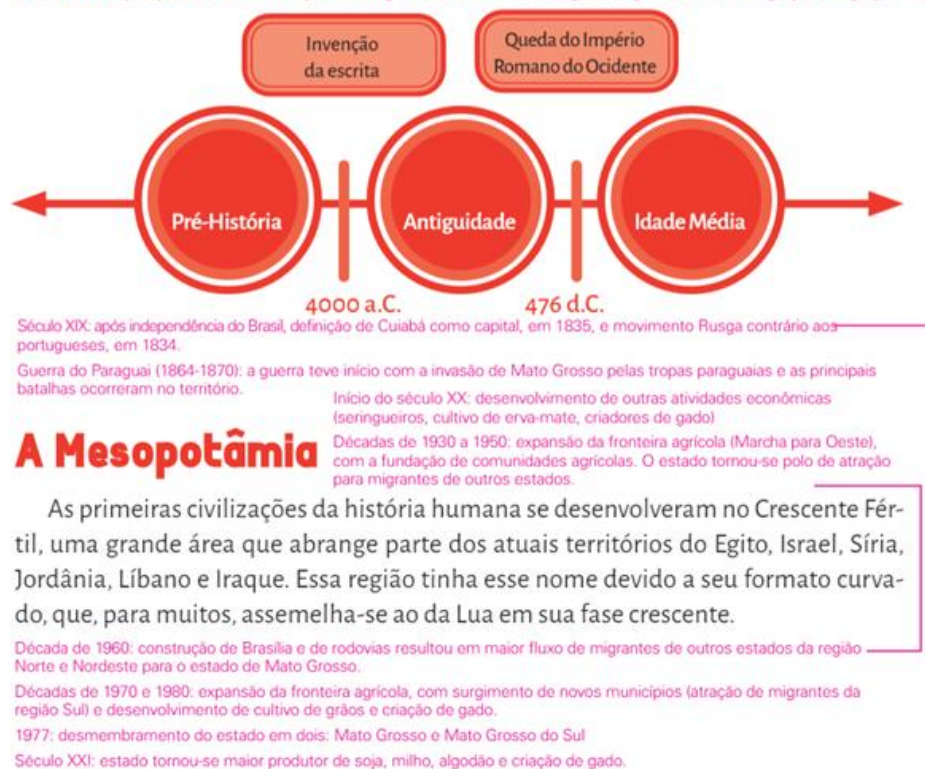 Invenção
da escrita
Queda do Império
Romano do Ocidente
Pré-História
Antiguidade
Idade Média
4000 a.C.
476 d.C.
Século XIX: após independência do Brasil, definição de Cuiabá como capital, em 1835, e movimento Rusga contrário aos
portugueses, em 1834.
Guerra do Paraguai (1864-1870): a guerra teve início com a invasão de Mato Grosso pelas tropas paraguaias e as principais
batalhas ocorreram no território.
Início do século XX: desenvolvimento de outras atividades econômicas
(seringueiros, cultivo de erva-mate, criadores de gado)
Décadas de 1930 a 1950: expansão da fronteira agrícola (Marcha para Oeste),
com a fundação de comunidades agrícolas. O estado tornou-se polo de atração
para migrantes de outros estados.
A Mesopotâmia
As primeiras civilizações da história humana se desenvolveram no Crescente Fér-
til, uma grande área que abrange parte dos atuais territórios do Egito, Israel, Síria,
Jordânia, Líbano e Iraque. Essa região tinha esse nome devido a seu formato curva-
do, que, para muitos, assemelha-se ao da Lua em sua fase crescente.
Década de 1960: construção de Brasília e de rodovias resultou em maior fluxo de migrantes de outros estados da região
Norte e Nordeste para o estado de Mato Grosso.
Décadas de 1970 e 1980: expansão da fronteira agrícola, com surgimento de novos municípios (atração de migrantes da
região Sul) e desenvolvimento de cultivo de grãos e criação de gado.
1977: desmembramento do estado em dois: Mato Grosso e Mato Grosso do Sul
Século XXI: estado tornou-se maior produtor de soja, milho, algodão e criação de gado.